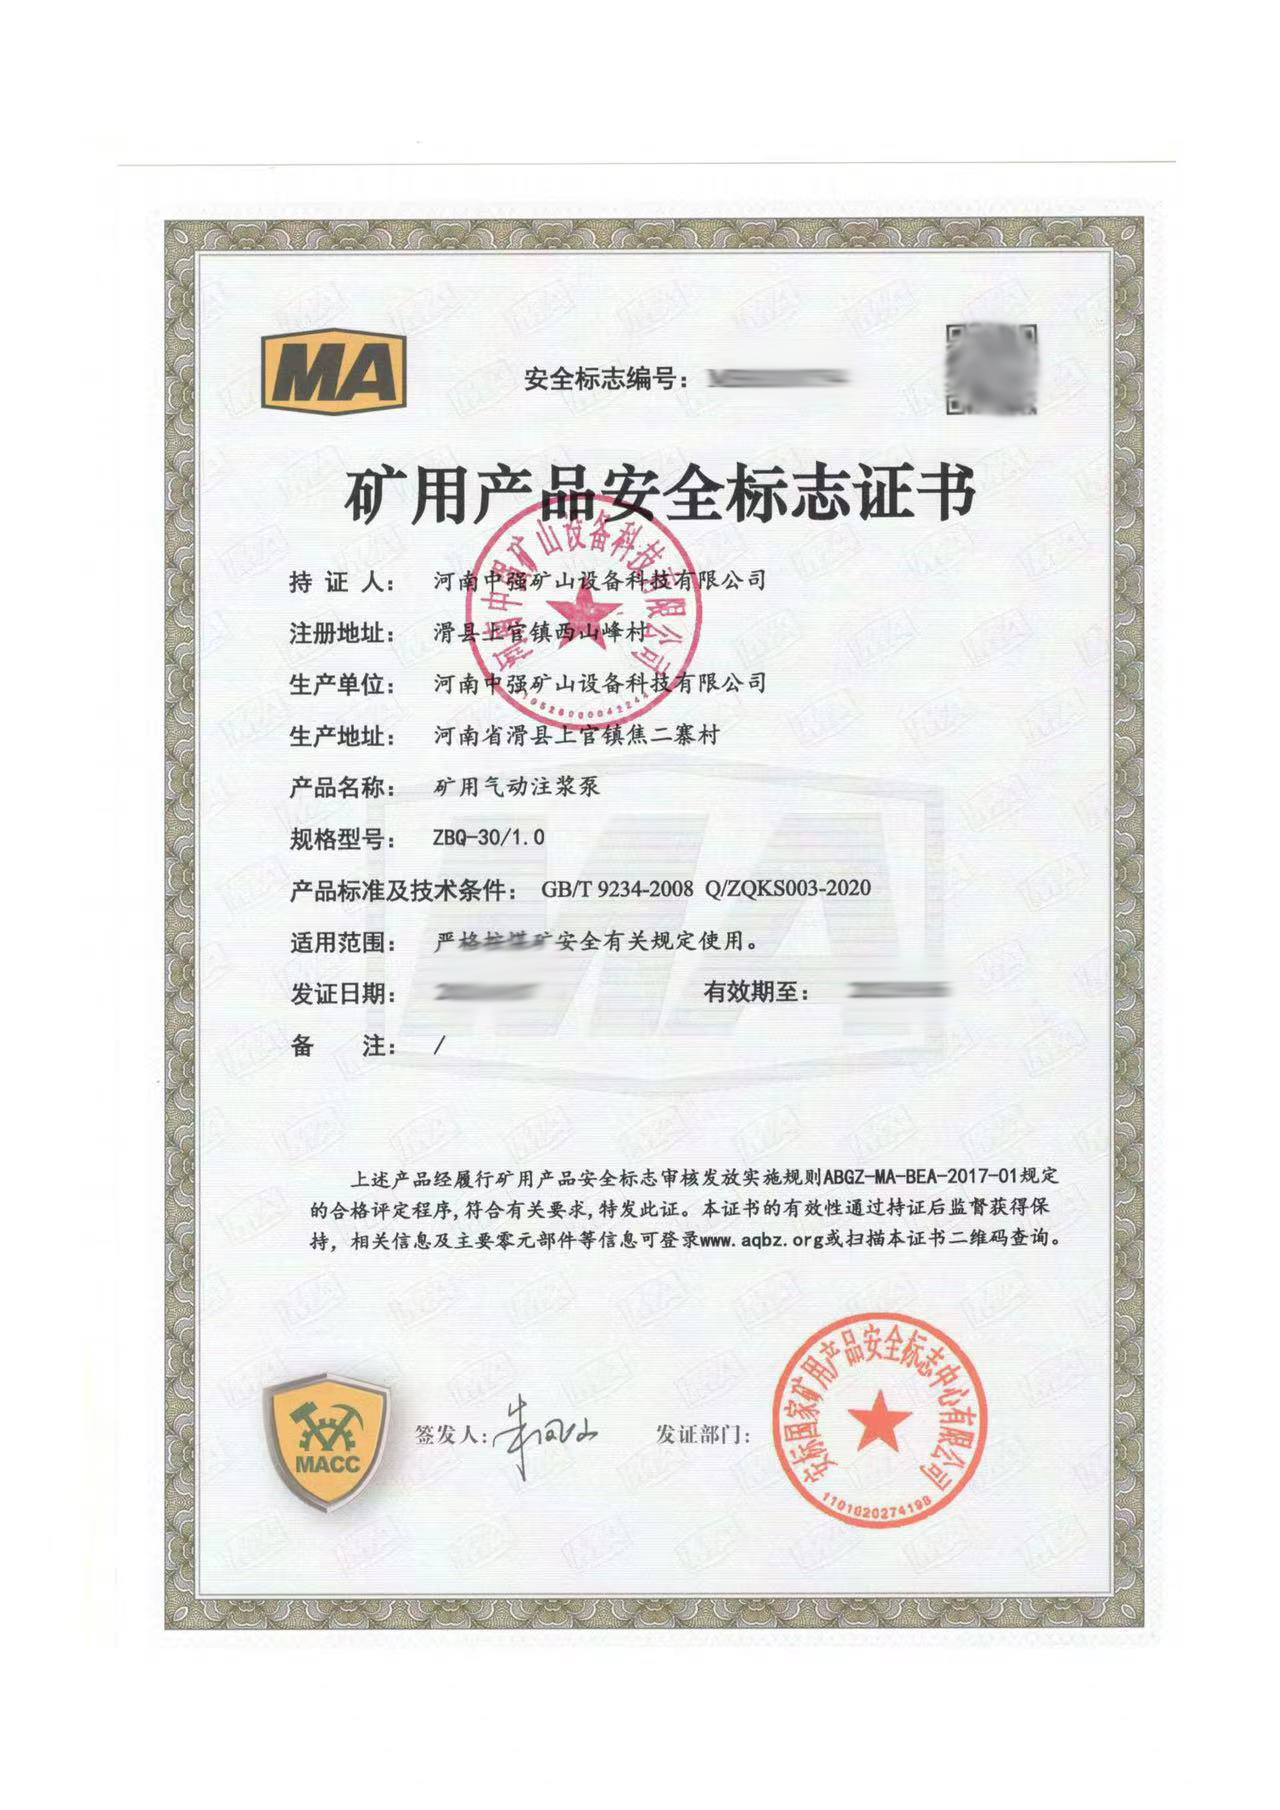 MA
安全标志编号：
矿用产品安全标志证书
持 证 人： 河南中强矿山设备科技有限公司
注册地址： 滑县上官镇西山峰村
生产单位： 河南中强矿山设备科技有限公司
生产地址： 河南省滑县上官镇焦二寨村
产品名称： 矿用气动注浆泵
规格型号： ZBQ-30/1.0
产品标准及技术条件： GB/T 9234-2008 Q/ZQKS003-2020
适用范围： 严格按煤矿安全有关规定使用。
发证日期： 有效期至：
备 注： /
河南中强矿山设备科技有限公司
上述产品经履行矿用产品安全标志审核发放实施规则ABGZ-MA-BEA-2017-01规定
的合格评定程序,符合有关要求,特发此证。本证书的有效性通过持证后监督获得保
持，相关信息及主要零元部件等信息可登录www.aqbz.org或扫描本证书二维码查询。
MACC
签发人: 发证部门:
安标国家矿用产品安全标志中心有限公司
1101020274198